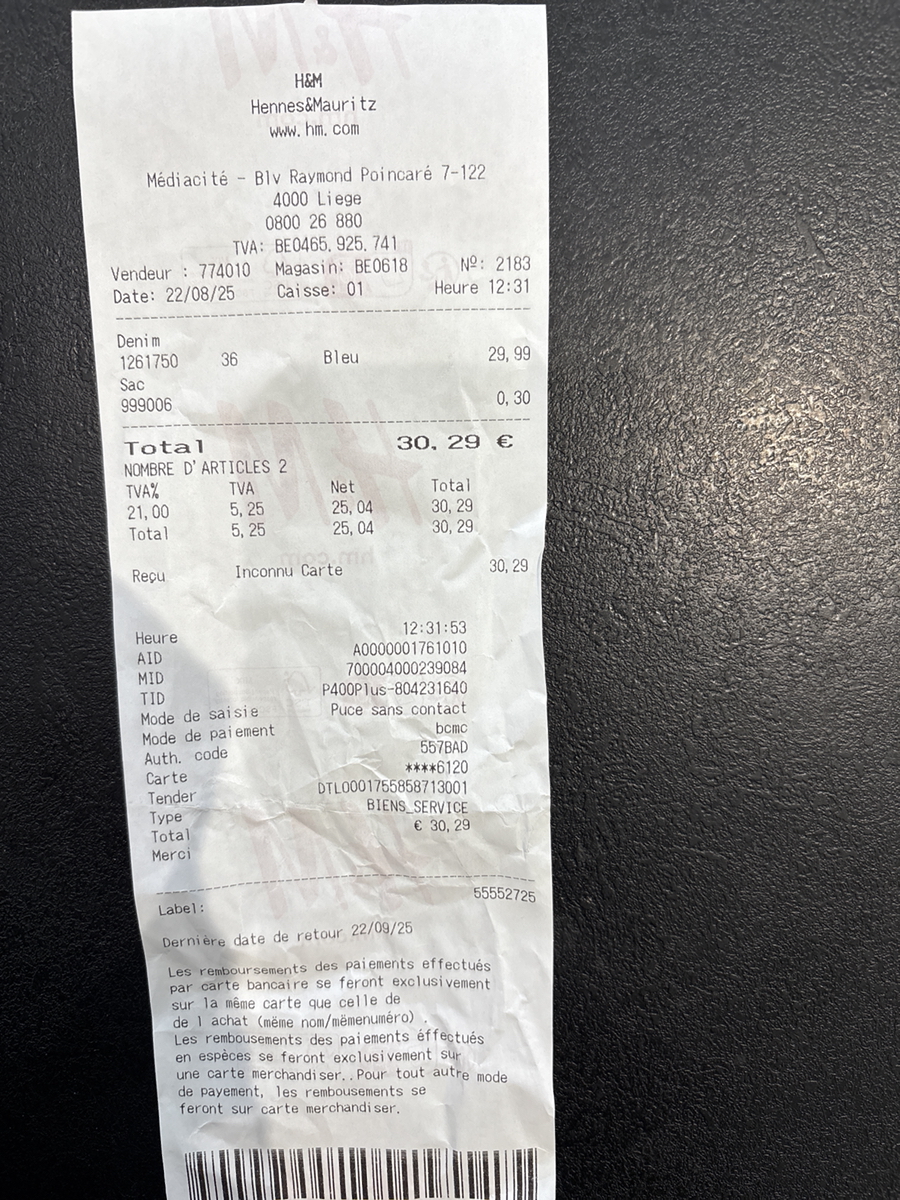 H&M
Hennes&Mauritz
www.hm.com
Médiacité - Blv Raymond Poincaré 7-122
4000 Liege
0800 26 880
TVA: BE0465.925.741
Vendeur : 774010 Magasin: BE0618 Nº: 2183
Date: 22/08/25 Caisse: 01 Heure 12:31
Denim
1261750 36 Bleu 29,99
Sac
999006 0,30
Total 30,29 €
NOMBRE D'ARTICLES 2
TVA% TVA Net Total
21,00 5,25 25,04 30,29
Total 5,25 25,04 30,29
Reçu Inconnu Carte 30,29
Heure 12:31:53
AID A0000001761010
MID 700004000239084
TID P400Plus-804231640
Mode de saisie Puce sans contact
Mode de paiement bcmc
Auth. code 557BAD
Carte ****6120
Tender DTL0001755858713001
Type BIENS_SERVICE
Total € 30,29
Merci
Label: 55552725
Dernière date de retour 22/09/25
Les remboursements des paiements effectués
par carte bancaire se feront exclusivement
sur la même carte que celle de
de l achat (même nom/mêmenuméro) .
Les rembousements des paiements éffectués
en espèces se feront exclusivement sur
une carte merchandiser..Pour tout autre mode
de payement, les rembousements se
feront sur carte merchandiser.